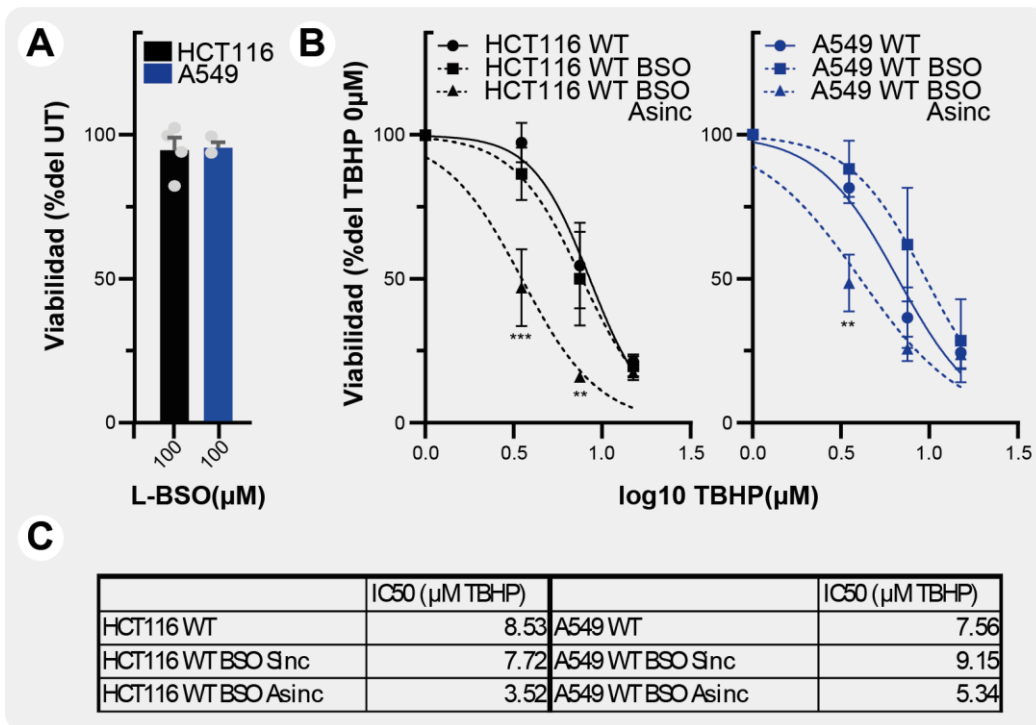 A
HCT116
A549
Viabilidad (%del UT)
100
50
0
100
100
L-BSO(µM)
B
HCT116 WT
HCT116 WT BSO
HCT116 WT BSO
Asinc
Viabilidad (%del TBHP 0µM)
100
50
0
***
**
0.0
0.5
1.0
1.5
A549 WT
A549 WT BSO
A549 WT BSO
Asinc
100
50
0
**
0.0
0.5
1.0
1.5
log10 TBHP(µM)
C
IC50 (µM TBHP) IC50 (µM TBHP)
HCT116 WT 8.53 A549 WT 7.56
HCT116 WT BSO Sinc 7.72 A549 WT BSO Sinc 9.15
HCT116 WT BSO Asinc 3.52 A549 WT BSO Asinc 5.34